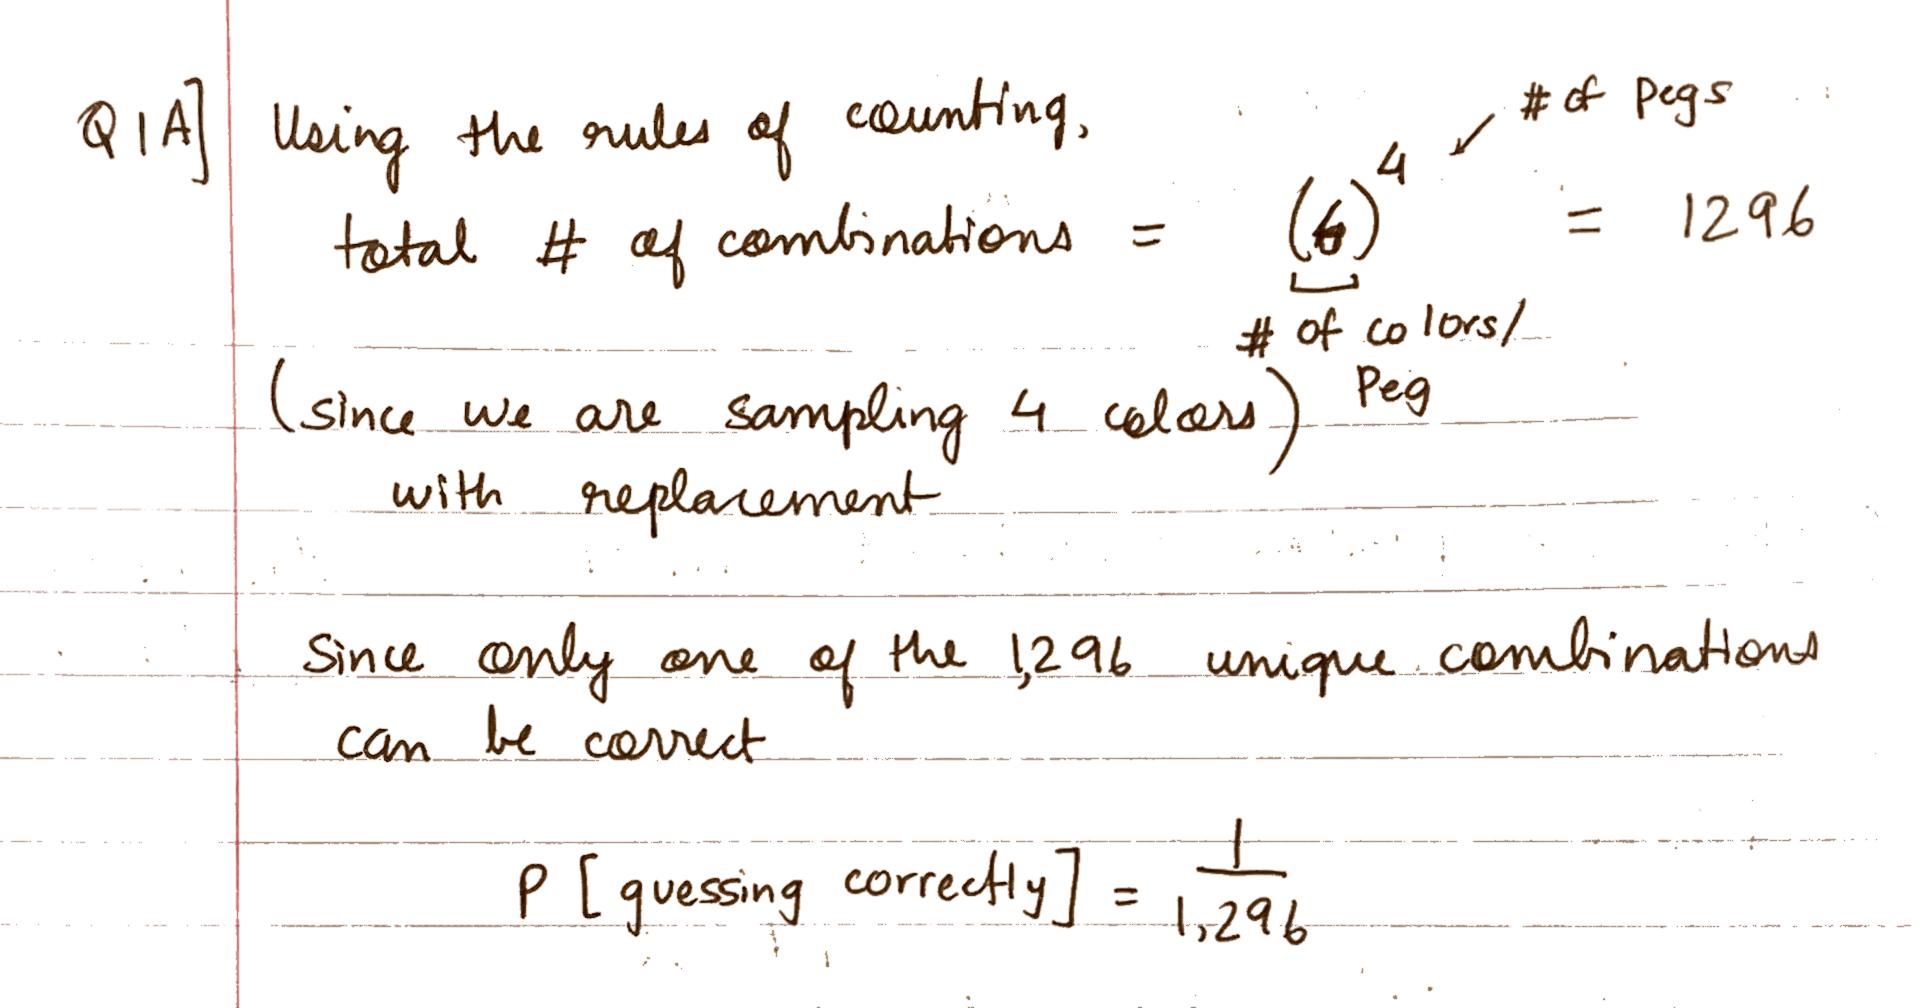 Q1A] Using the rules of counting,
# of Pegs
total # of combinations = (6)^4 = 1296
# of colors/
Peg
(since we are sampling 4 colors)
with replacement
Since only one of the 1,296 unique combinations
can be correct
P [guessing correctly] = 1/1,296